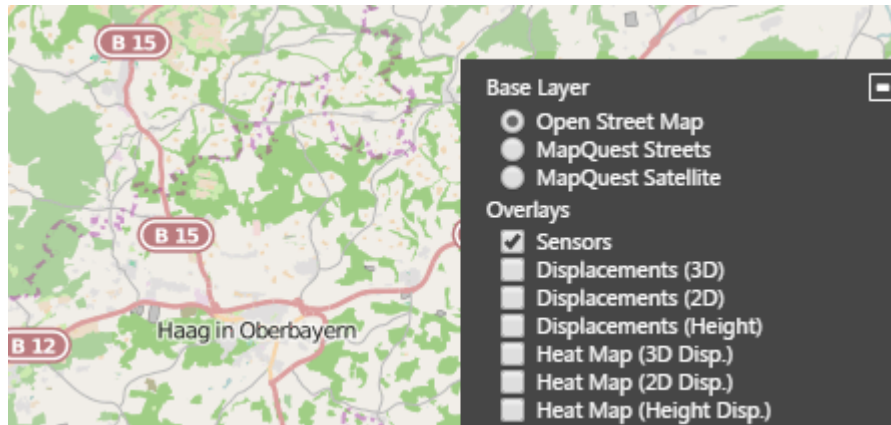 B 15
B 15
Haag in Oberbayern
B 12
Base Layer
Open Street Map
MapQuest Streets
MapQuest Satellite
Overlays
Sensors
Displacements (3D)
Displacements (2D)
Displacements (Height)
Heat Map (3D Disp.)
Heat Map (2D Disp.)
Heat Map (Height Disp.)